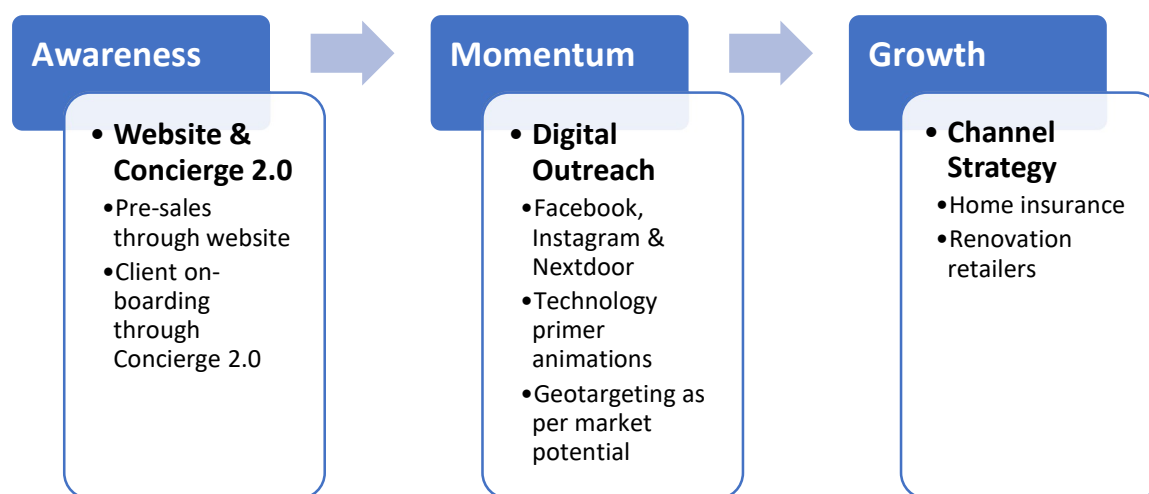 Awareness
• Website &
Concierge 2.0
•Pre-sales
through website
•Client on-
boarding
through
Concierge 2.0
Momentum
• Digital
Outreach
•Facebook,
Instagram &
Nextdoor
•Technology
primer
animations
•Geotargeting as
per market
potential
Growth
• Channel
Strategy
•Home insurance
•Renovation
retailers